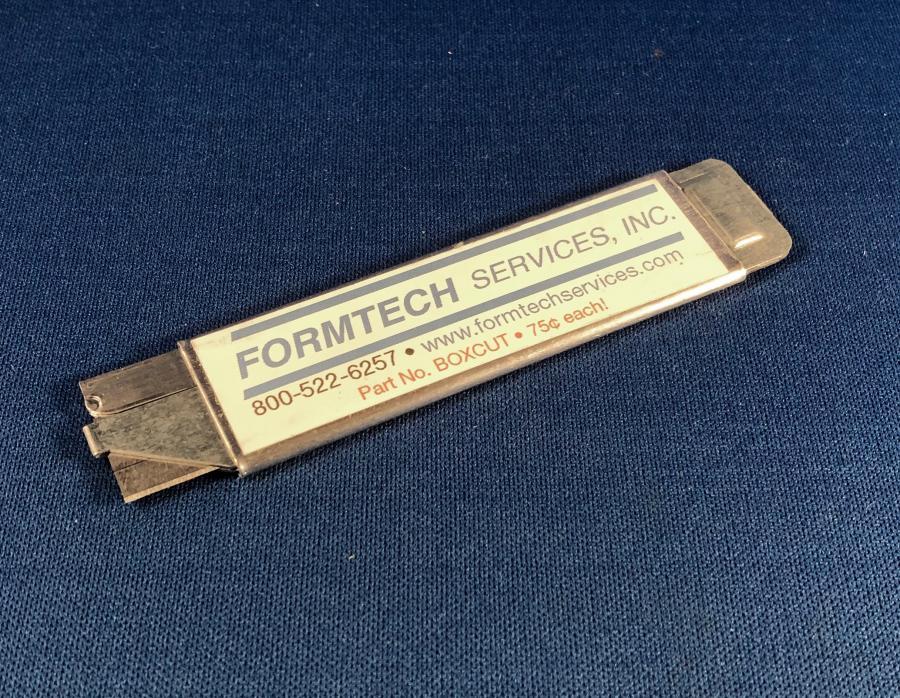 FORMTECH SERVICES, INC.
800-522-6257 • www.formtechservices.com
Part No. BOXCUT • 75¢ each!